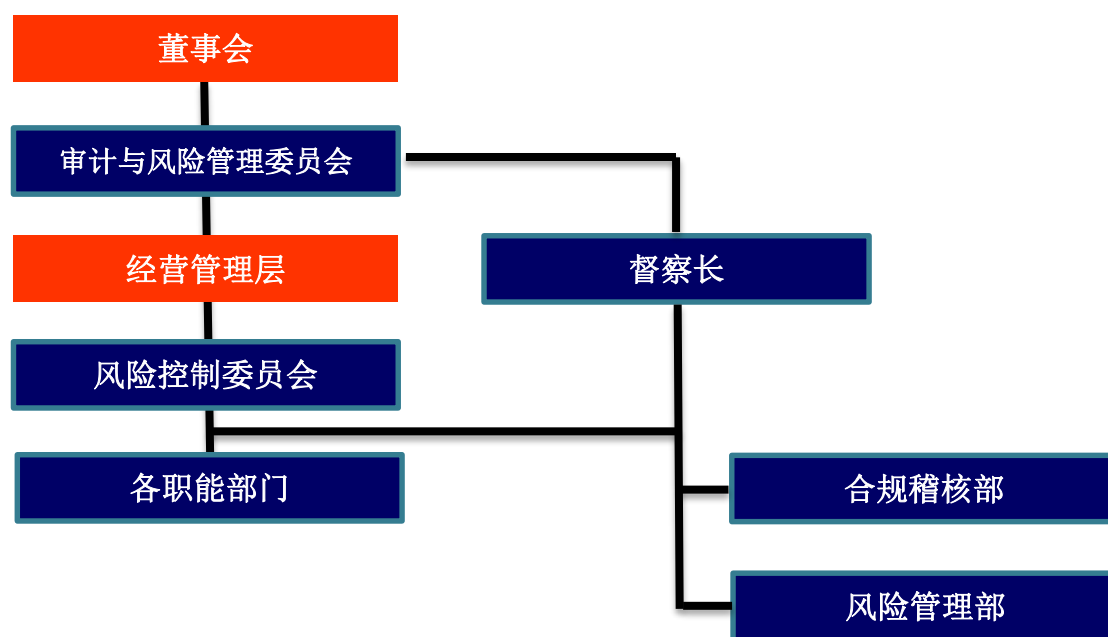 董事会
审计与风险管理委员会
经营管理层
督察长
风险控制委员会
各职能部门
合规稽核部
风险管理部